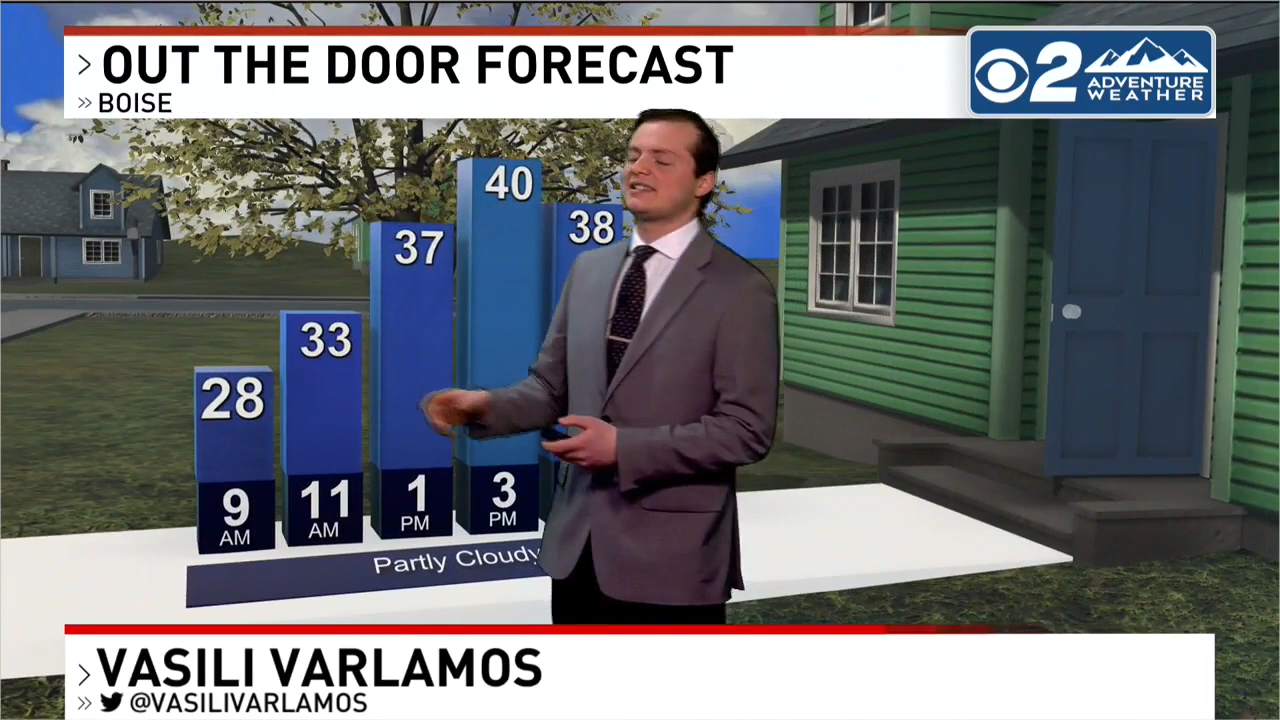 OUT THE DOOR FORECAST
BOISE
2 ADVENTURE
WEATHER
28
33
37
40
38
9
AM
11
AM
1
PM
3
PM
Partly Cloudy
VASILI VARLAMOS
@VASILIVARLAMOS